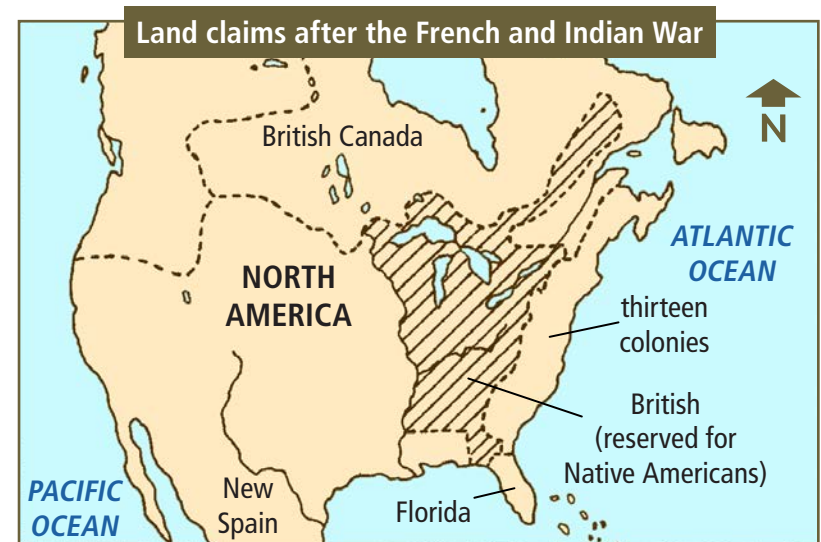 Land claims after the French and Indian War
N
British Canada
ATLANTIC
OCEAN
NORTH
AMERICA
thirteen
colonies
British
(reserved for
Native Americans)
PACIFIC
OCEAN
New
Spain
Florida